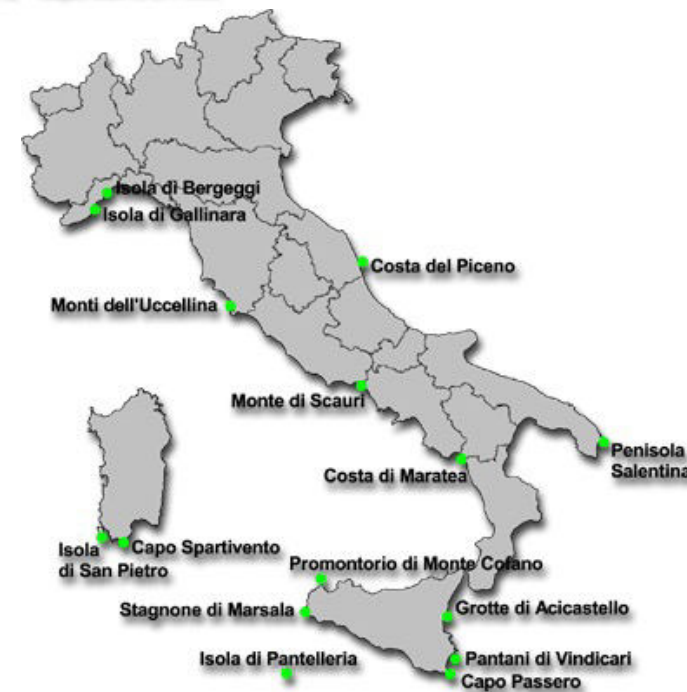 Isola di Bergeggi
Isola di Gallinara
Costa del Piceno
Monti dell'Uccellina
Monte di Scauri
Penisola
Salentina
Costa di Maratea
Isola
di San Pietro
Capo Spartivento
Promontorio di Monte Cofano
Stagnone di Marsala
Grotte di Acicastello
Isola di Pantelleria
Pantani di Vindicari
Capo Passero